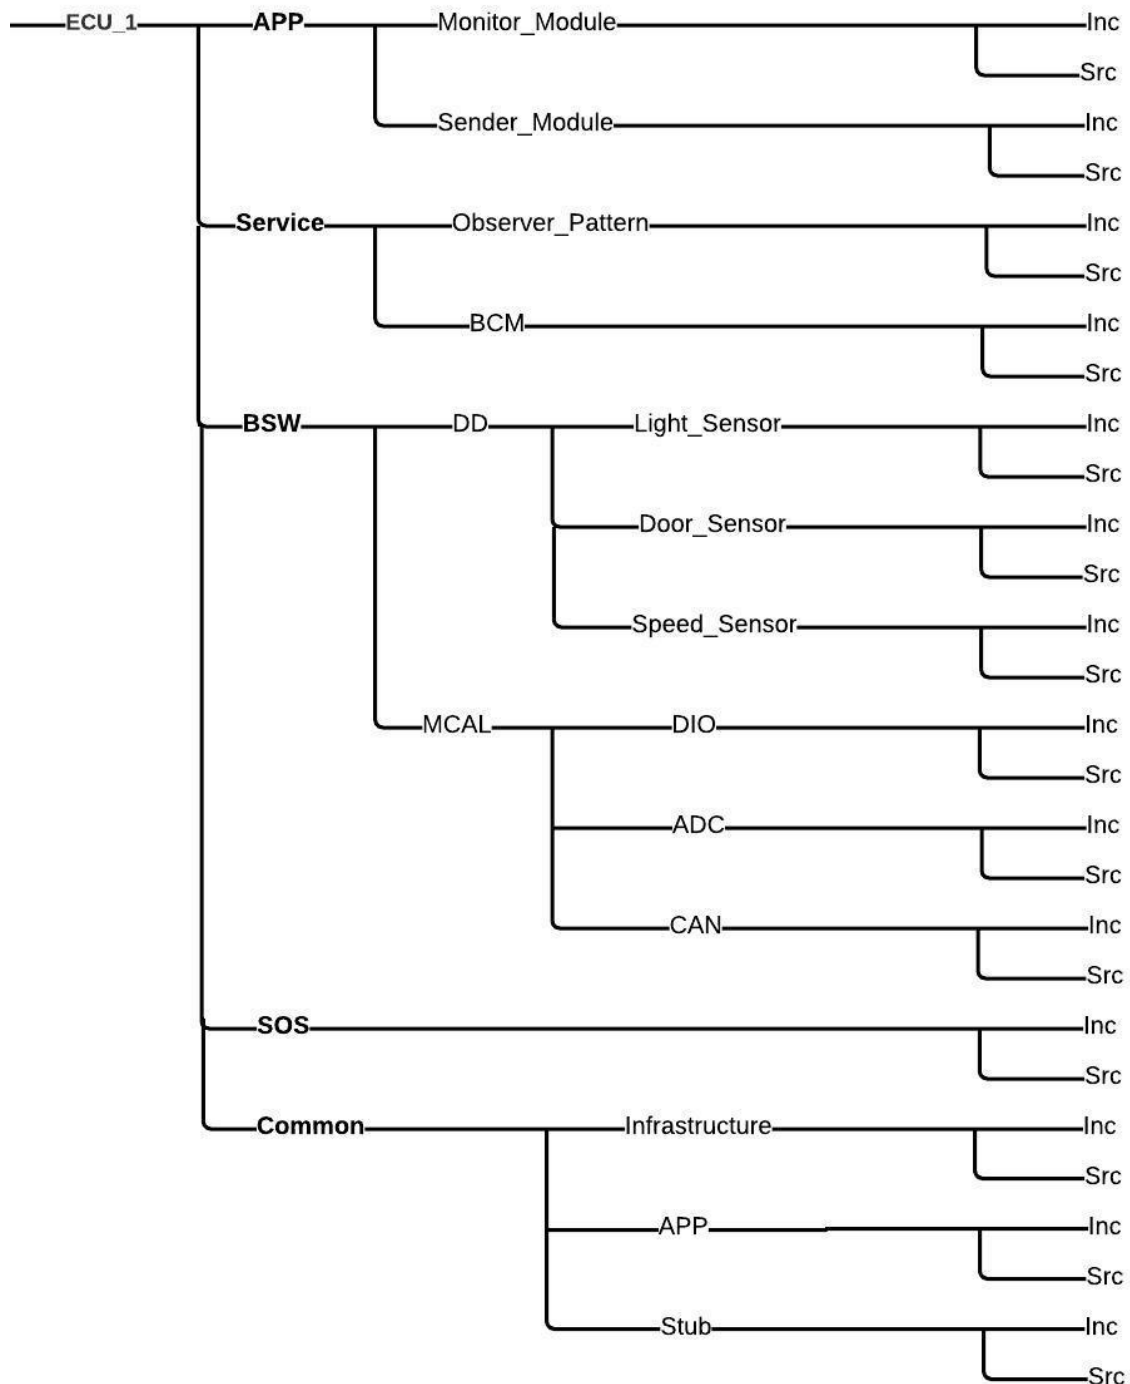 ECU_1 APP Monitor_Module Inc
Src
Sender_Module Inc
Src
Service Observer_Pattern Inc
Src
BCM Inc
Src
BSW DD Light_Sensor Inc
Src
Door_Sensor Inc
Src
Speed_Sensor Inc
Src
MCAL DIO Inc
Src
ADC Inc
Src
CAN Inc
Src
SOS Inc
Src
Common Infrastructure Inc
Src
APP Inc
Src
Stub Inc
Src